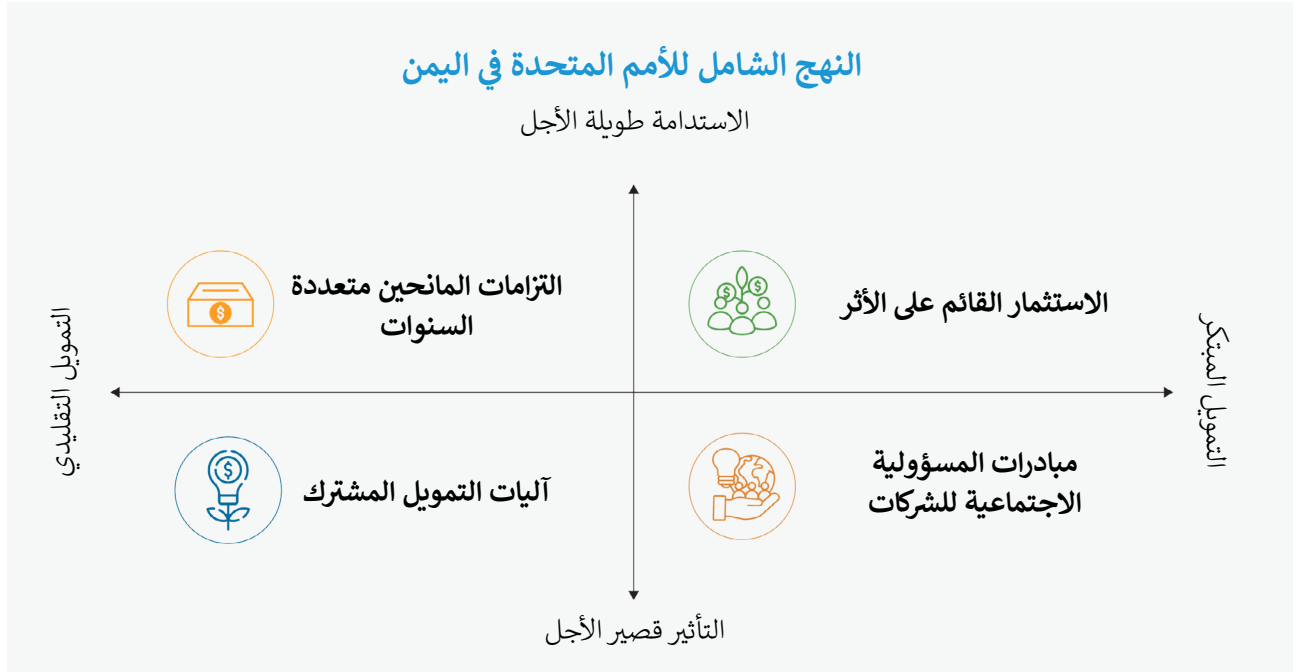 النهج الشامل للأمم المتحدة في اليمن
الاستدامة طويلة الأجل
الاستثمار القائم على الأثر
التزامات المانحين متعددة
السنوات
التمويل المبتكر
التمويل التقليدي
مبادرات المسؤولية
الاجتماعية للشركات
آليات التمويل المشترك
التأثير قصير الأجل